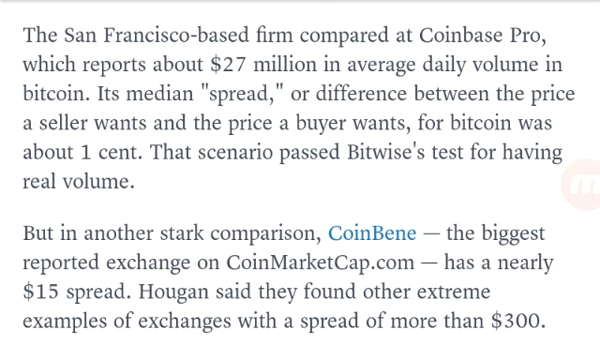 The San Francisco-based firm compared at Coinbase Pro,
which reports about $27 million in average daily volume in
bitcoin. Its median "spread," or difference between the price
a seller wants and the price a buyer wants, for bitcoin was
about 1 cent. That scenario passed Bitwise's test for having
real volume.
But in another stark comparison, CoinBene — the biggest
reported exchange on CoinMarketCap.com — has a nearly
$15 spread. Hougan said they found other extreme
examples of exchanges with a spread of more than $300.